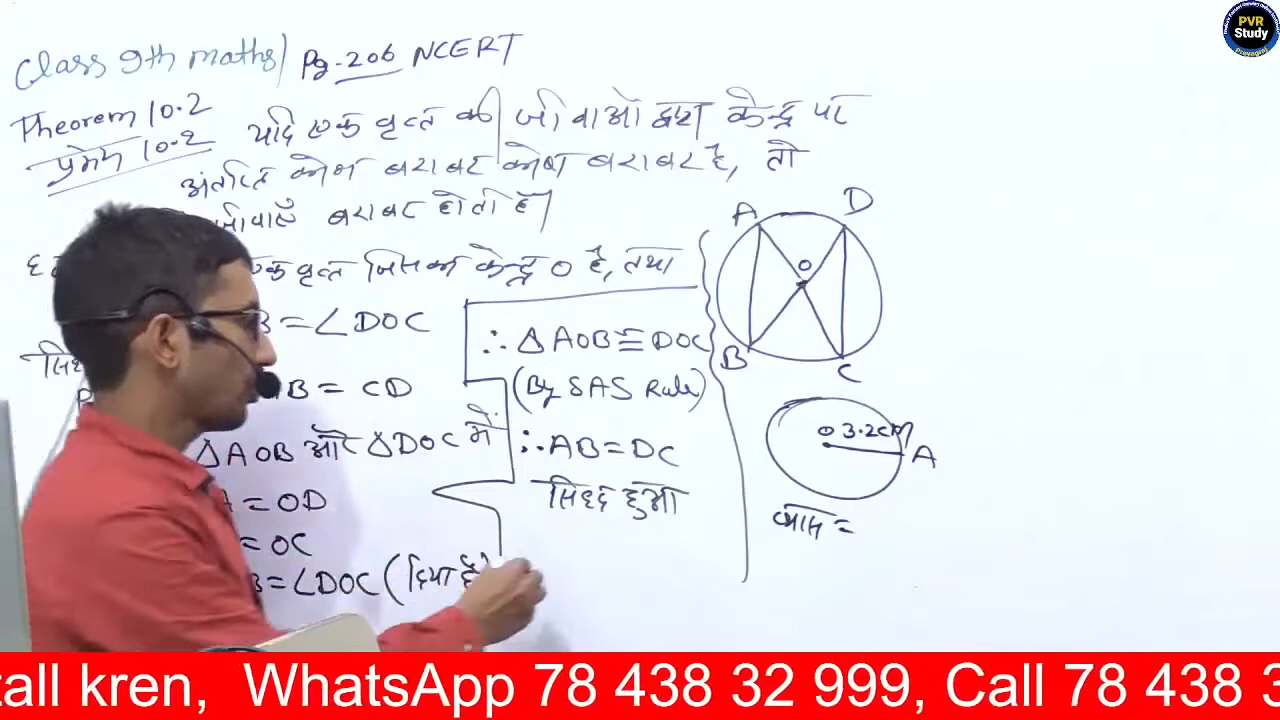 Class 9th maths/ Pg-206 NCERT
Theorem 10.2
प्रमेय 10.2
यदि एक वृत्त की जीवाओं द्वारा केन्द्र पर
अंतरित कोण बराबर कोण बराबर है, तो
जीवाएँ बराबर होती हैं
एक वृत्त जिसका केन्द्र O है, तथा
B = ∠DOC
B = CD
ΔAOB और ΔDOC में
= OD
= OC
B = ∠DOC (दिया है)
∴ ΔAOB ≅ DOC
(By SAS Rule)
∴ AB = DC
सिध्द हुआ
A D
O
B C
O 3.2cm A
व्यास =
PVR
Study
Prayagraj
tall kren, WhatsApp 78 438 32 999, Call 78 438 3